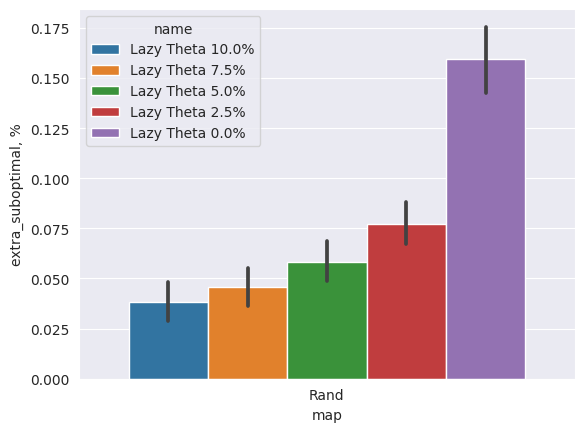 name
Lazy Theta 10.0%
Lazy Theta 7.5%
Lazy Theta 5.0%
Lazy Theta 2.5%
Lazy Theta 0.0%
extra_suboptimal, %
0.175
0.150
0.125
0.100
0.075
0.050
0.025
0.000
Rand
map